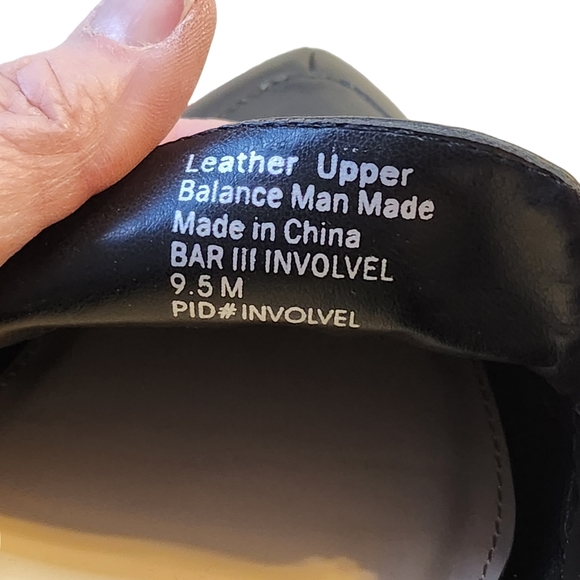 Leather Upper
Balance Man Made
Made in China
BAR III INVOLVEL
9.5 M
PID# INVOLVEL